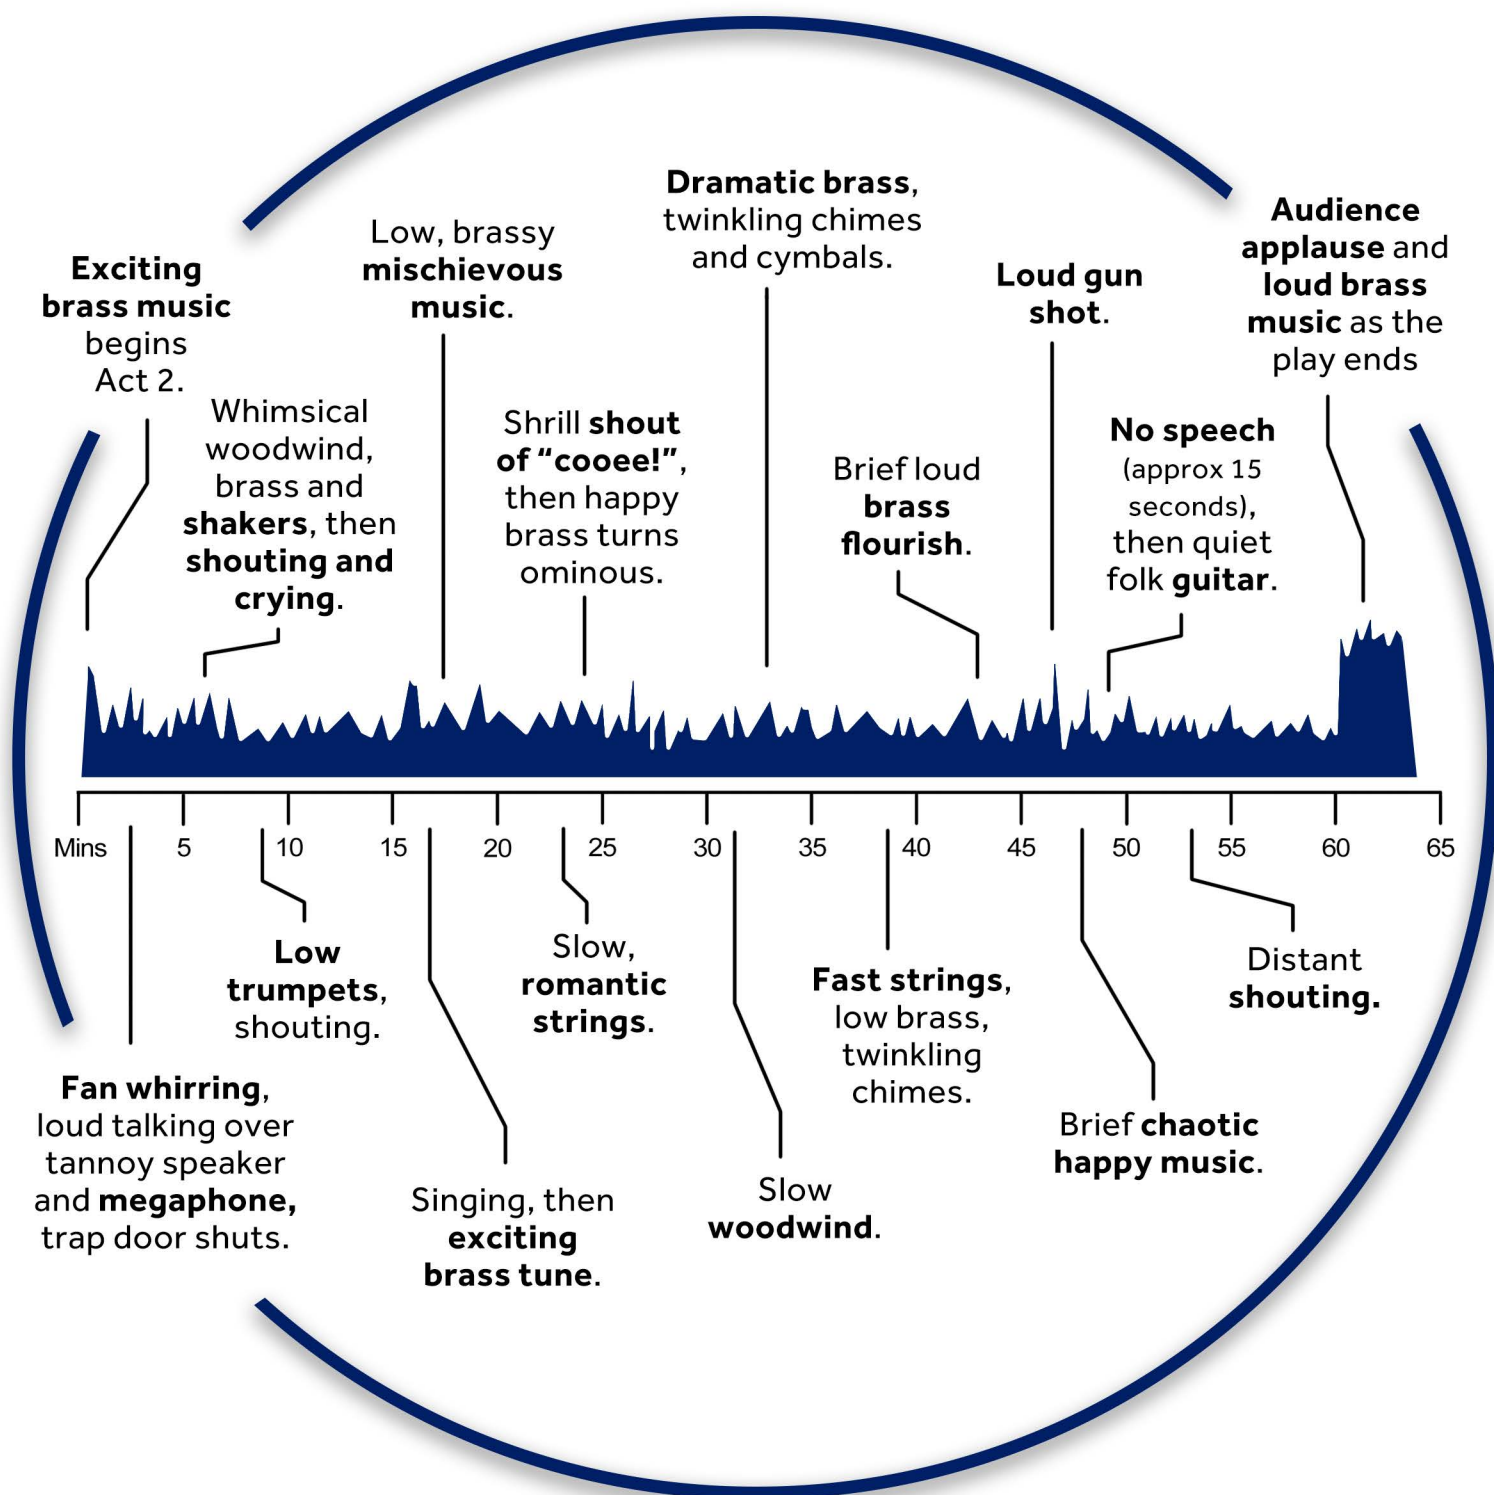 Exciting
brass music
begins
Act 2.
Whimsical
woodwind,
brass and
shakers, then
shouting and
crying.
Low, brassy
mischievous
music.
Shrill shout
of “cooee!”,
then happy
brass turns
ominous.
Dramatic brass,
twinkling chimes
and cymbals.
Brief loud
brass
flourish.
Loud gun
shot.
No speech
(approx 15
seconds),
then quiet
folk guitar.
Audience
applause and
loud brass
music as the
play ends
Mins 5 10 15 20 25 30 35 40 45 50 55 60 65
Fan whirring,
loud talking over
tannoy speaker
and megaphone,
trap door shuts.
Low
trumpets,
shouting.
Singing, then
exciting
brass tune.
Slow,
romantic
strings.
Slow
woodwind.
Fast strings,
low brass,
twinkling
chimes.
Brief chaotic
happy music.
Distant
shouting.